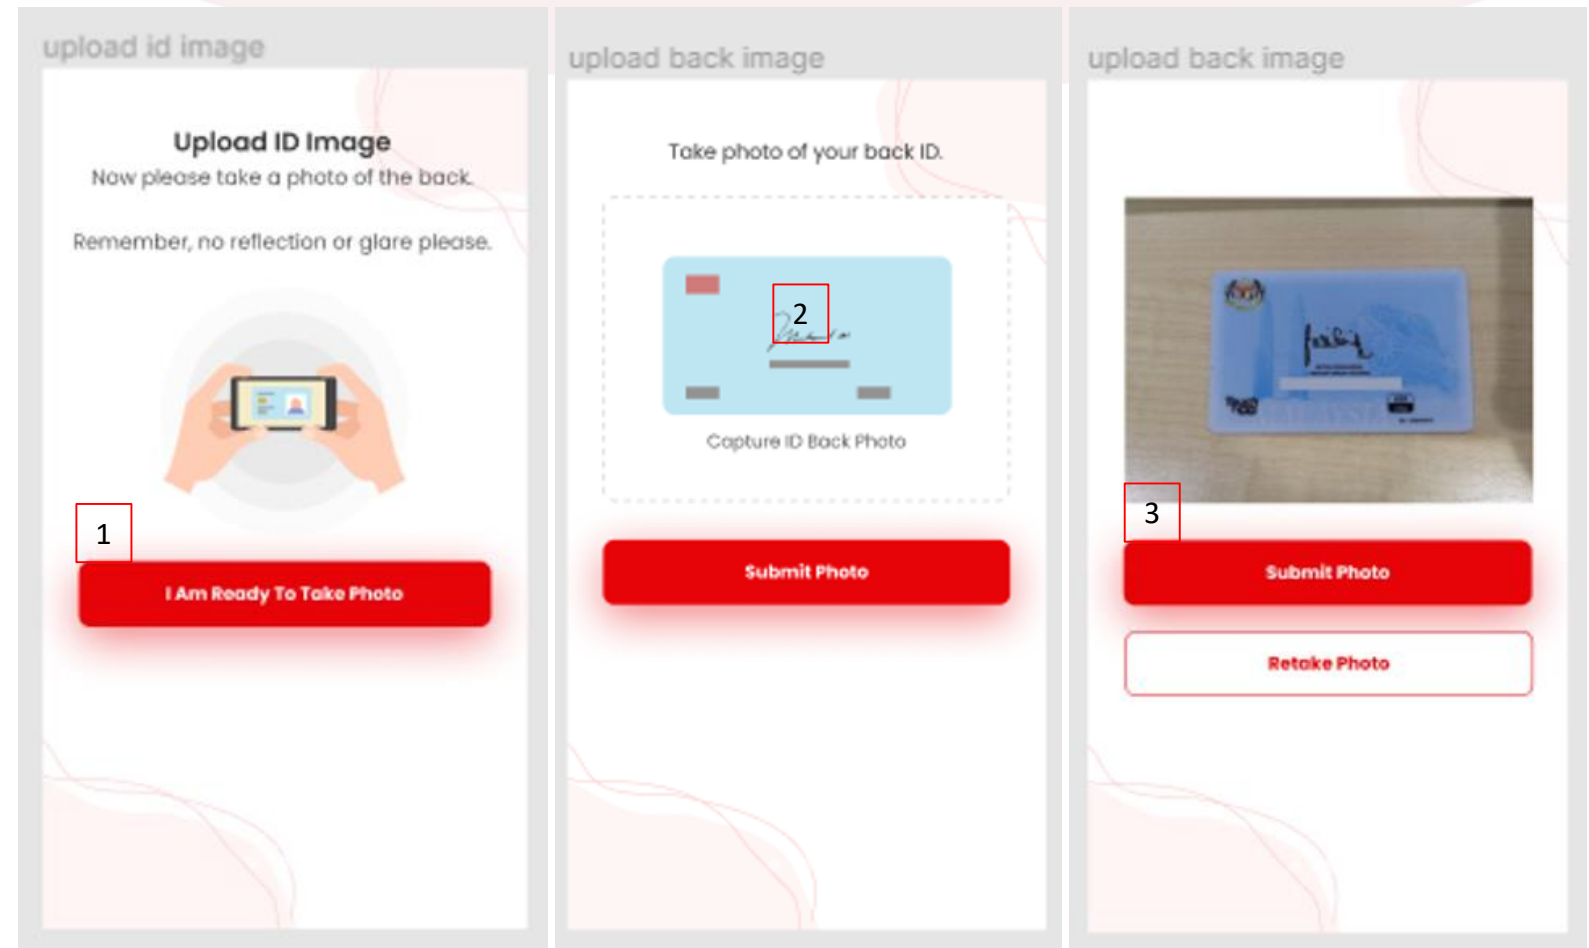 upload id image
Upload ID Image
Now please take a photo of the back.
Remember, no reflection or glare please.
1
I Am Ready To Take Photo
upload back image
Take photo of your back ID.
2
Capture ID Back Photo
Submit Photo
upload back image
MALAYSIA
3
Submit Photo
Retake Photo